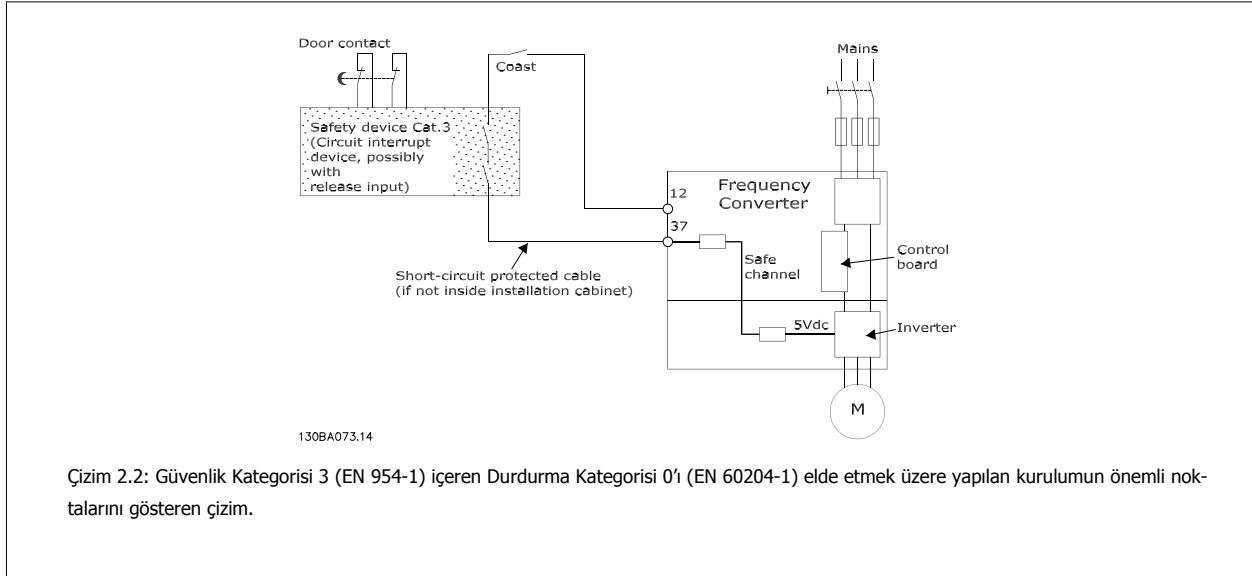 Door contact
Coast
Mains
Safety device Cat.3
(Circuit interrupt
device, possibly
with
release input)
12
Frequency
Converter
37
Safe
channel
Control
board
Short-circuit protected cable
(if not inside installation cabinet)
5Vdc
Inverter
M
130BA073.14
Çizim 2.2: Güvenlik Kategorisi 3 (EN 954-1) içeren Durdurma Kategorisi 0'ı (EN 60204-1) elde etmek üzere yapılan kurulumun önemli nok-
talarını gösteren çizim.